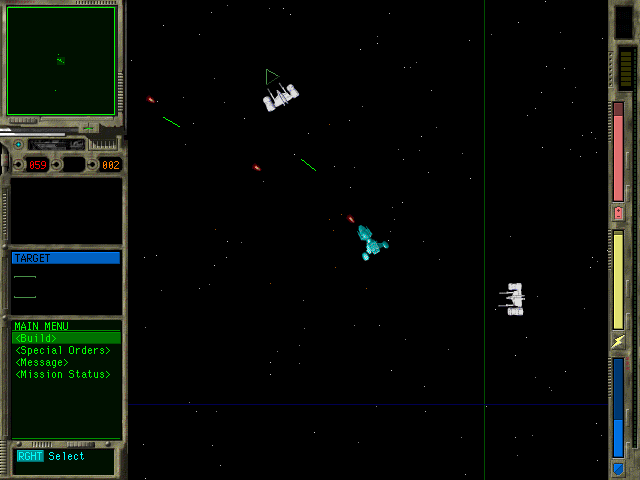 059 002
TARGET
MAIN MENU
<Build>
<Special Orders>
<Message>
<Mission Status>
RGHT Select